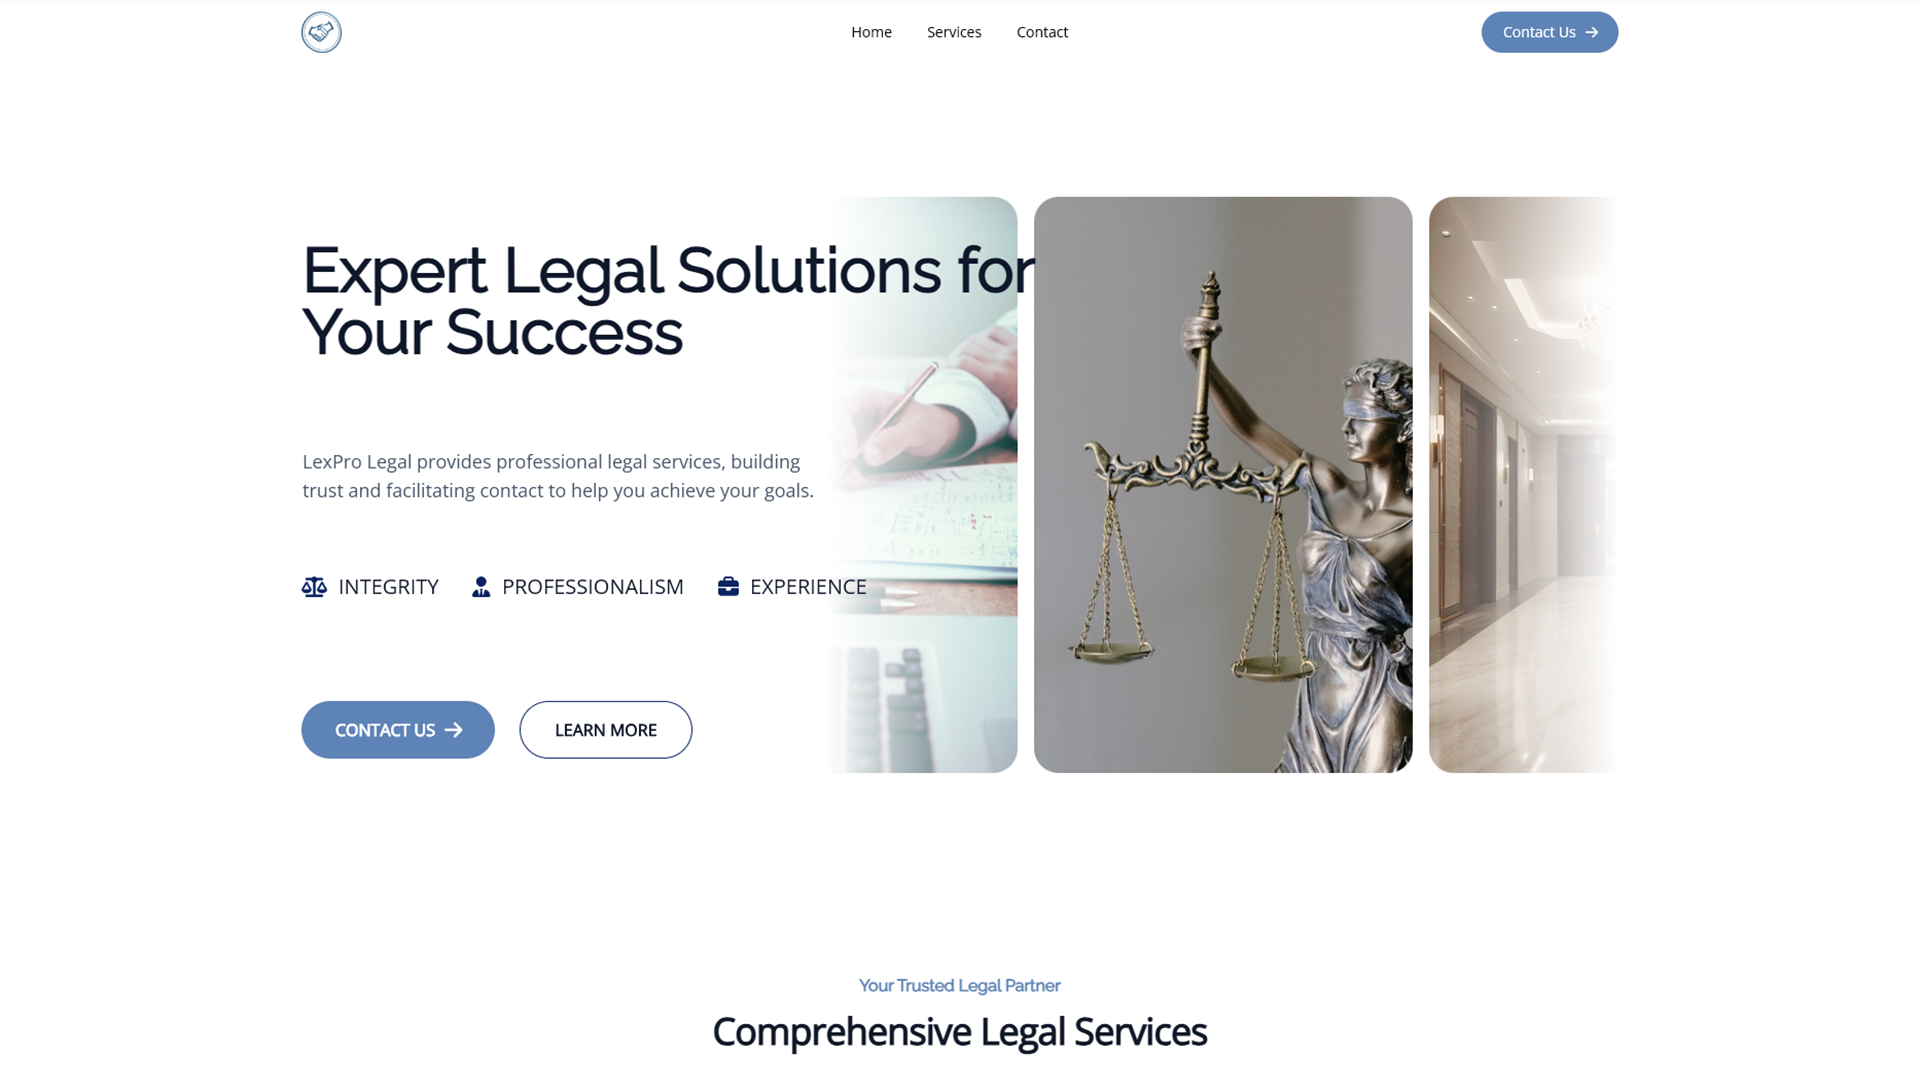 Home
Services
Contact
Contact Us
Expert Legal Solutions for
Your Success
LexPro Legal provides professional legal services, building
trust and facilitating contact to help you achieve your goals.
INTEGRITY
PROFESSIONALISM
EXPERIENCE
CONTACT US
LEARN MORE
Your Trusted Legal Partner
Comprehensive Legal Services